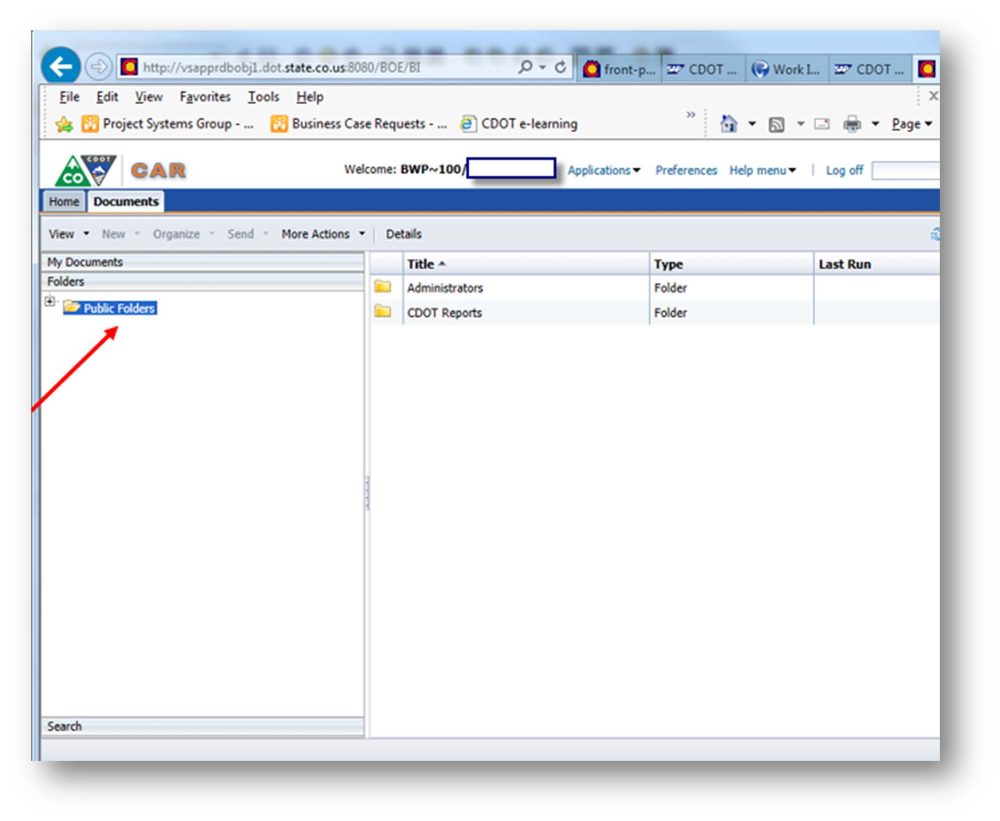 http://vsapprdbobj1.dot.state.co.us:8080/BOE/BI front-p... CDOT ... Work I... CDOT ...
File Edit View Favorites Tools Help
Project Systems Group - ... Business Case Requests - ... CDOT e-learning Page
CDOT
CO
CAR
Welcome: BWP~100/ Applications Preferences Help menu | Log off
Home Documents
View New Organize Send More Actions Details
My Documents Title Type Last Run
Folders Administrators Folder
Public Folders CDOT Reports Folder
Search